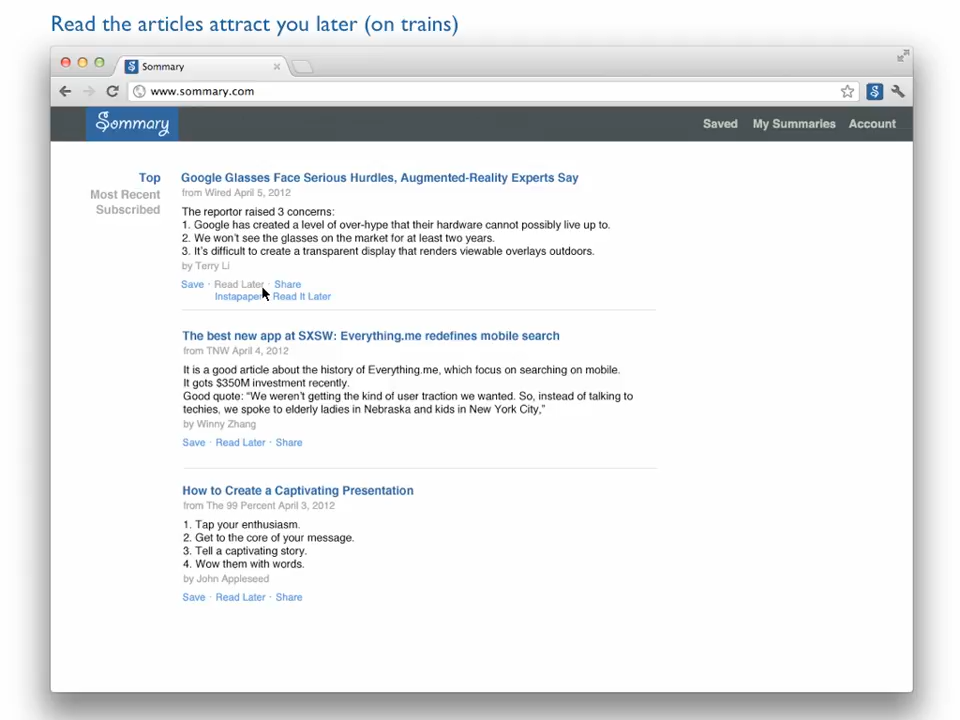 Read the articles attract you later (on trains)
Sommary
www.sommary.com
Sommary
Saved My Summaries Account
Top
Most Recent
Subscribed
Google Glasses Face Serious Hurdles, Augmented-Reality Experts Say
from Wired April 5, 2012
The reporter raised 3 concerns:
1. Google has created a level of over-hype that their hardware cannot possibly live up to.
2. We won't see the glasses on the market for at least two years.
3. It's difficult to create a transparent display that renders viewable overlays outdoors.
by Terry Li
Save · Read Later · Share
Instapaper Read It Later
The best new app at SXSW: Everything.me redefines mobile search
from TNW April 4, 2012
It is a good article about the history of Everything.me, which focus on searching on mobile.
It gots $350M investment recently.
Good quote: “We weren't getting the kind of user traction we wanted. So, instead of talking to
techies, we spoke to elderly ladies in Nebraska and kids in New York City,”
by Winny Zhang
Save · Read Later · Share
How to Create a Captivating Presentation
from The 99 Percent April 3, 2012
1. Tap your enthusiasm.
2. Get to the core of your message.
3. Tell a captivating story.
4. Wow them with words.
by John Appleseed
Save · Read Later · Share